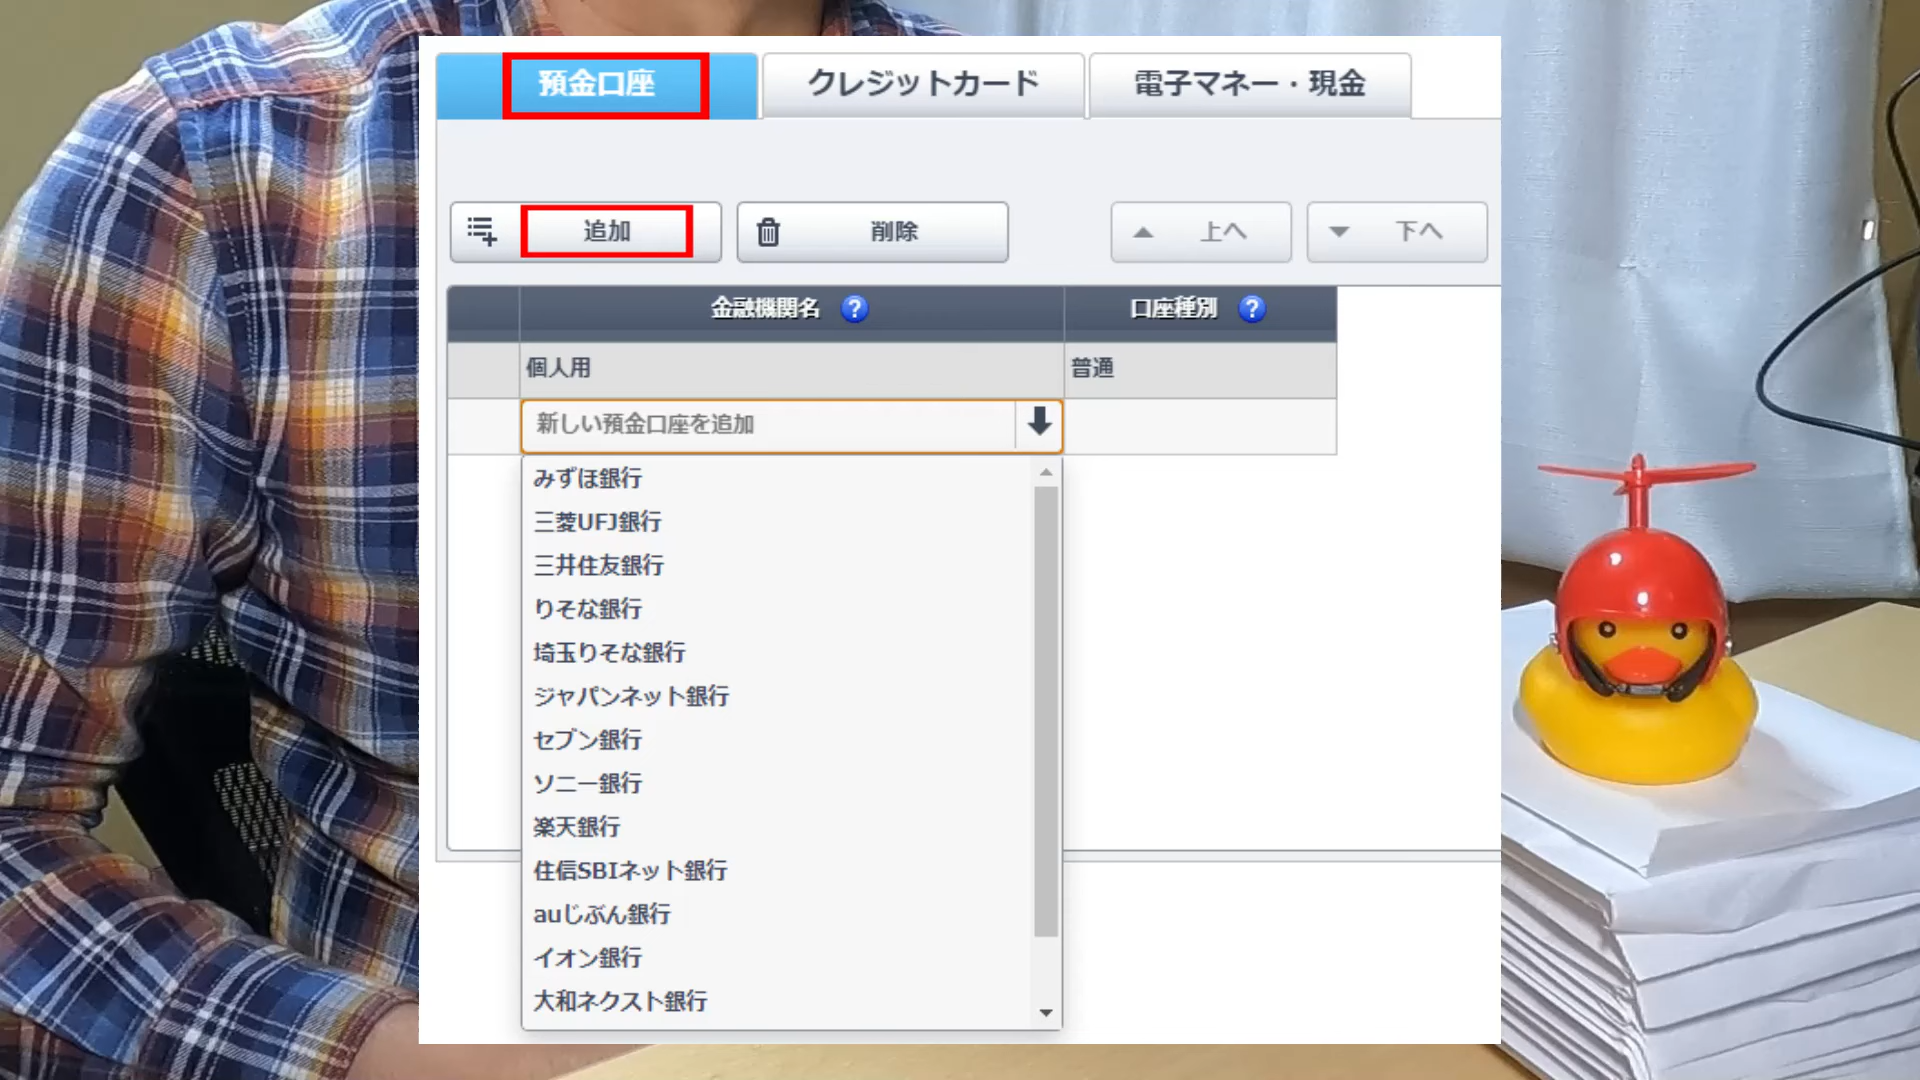 預金口座 クレジットカード 電子マネー・現金
追加 削除 上へ 下へ
金融機関名 ? 口座種別 ?
個人用 普通
新しい預金口座を追加
みずほ銀行
三菱UFJ銀行
三井住友銀行
りそな銀行
埼玉りそな銀行
ジャパンネット銀行
セブン銀行
ソニー銀行
楽天銀行
住信SBIネット銀行
auじぶん銀行
イオン銀行
大和ネクスト銀行